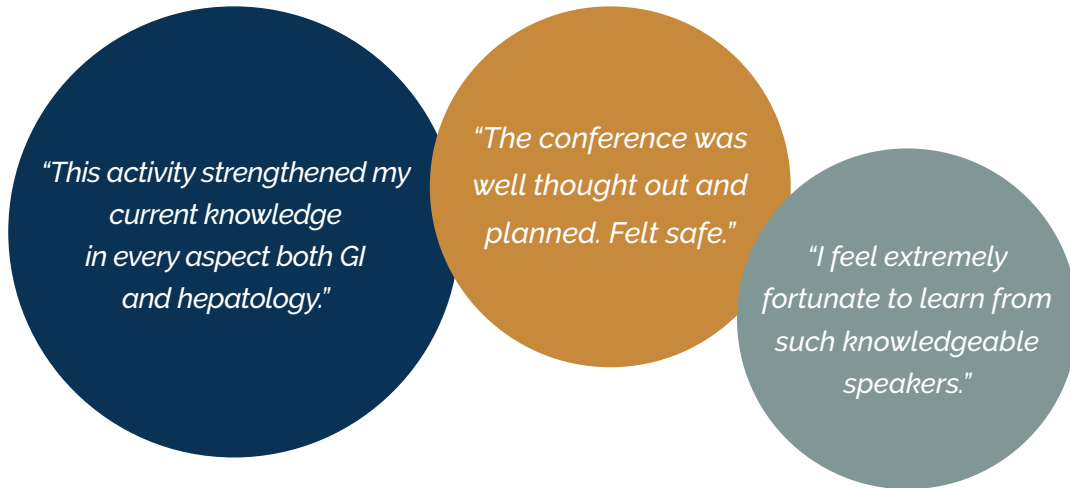 “This activity strengthened my
current knowledge
in every aspect both GI
and hepatology.”
“The conference was
well thought out and
planned. Felt safe.”
“I feel extremely
fortunate to learn from
such knowledgeable
speakers.”